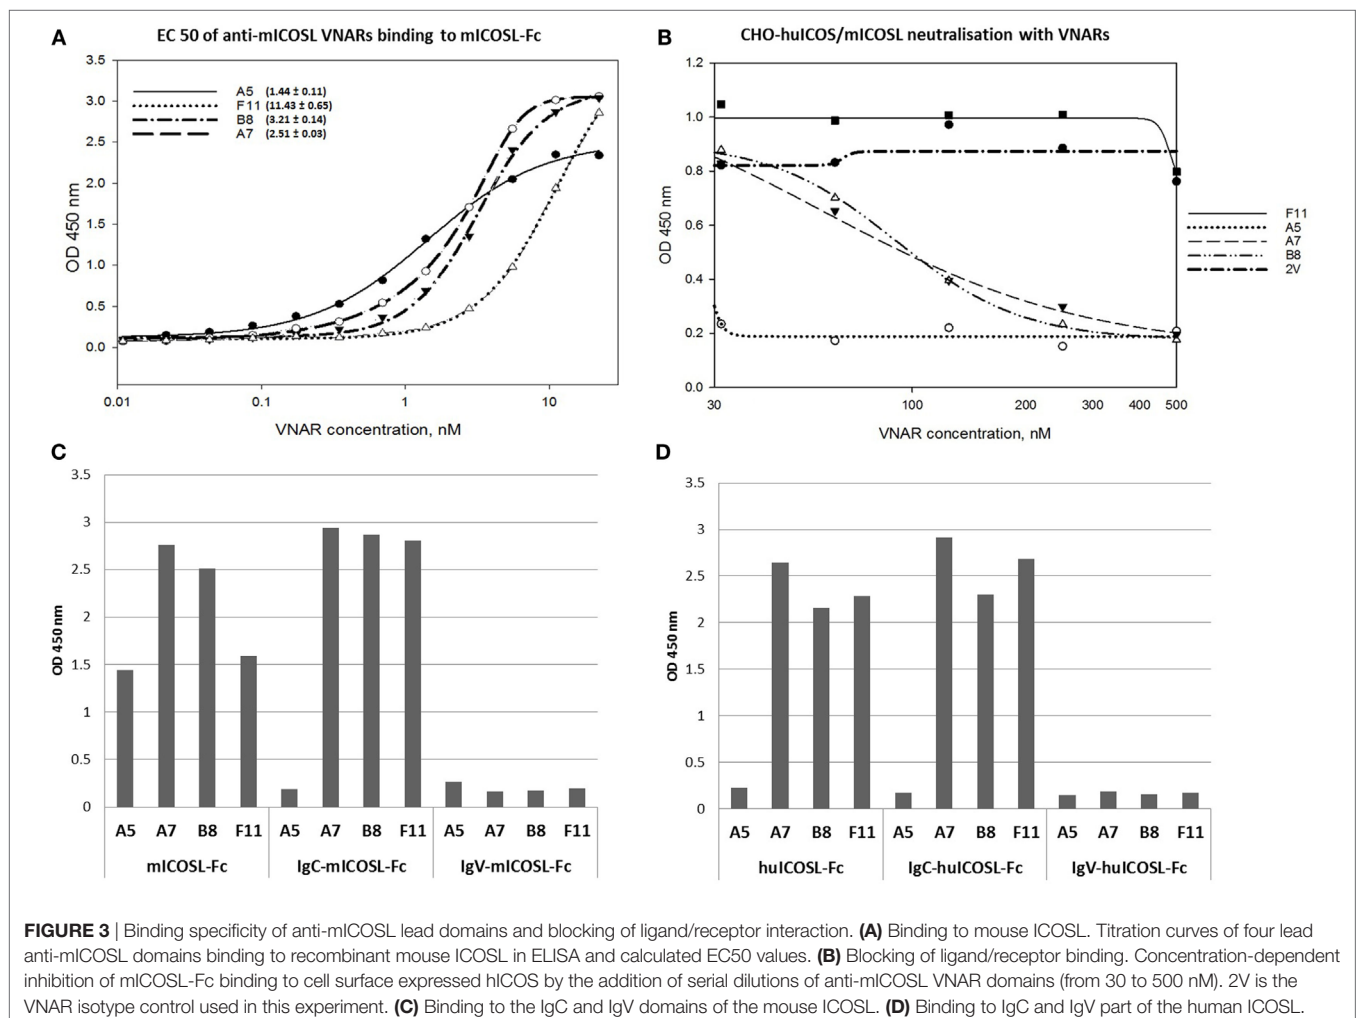 A
EC 50 of anti-mICOSL VNARs binding to mICOSL-Fc
3.5
3.0
2.5
2.0
1.5
1.0
0.5
0.0
OD 450 nm
A5 (1.44 ± 0.11)
F11 (11.43 ± 0.65)
B8 (3.21 ± 0.14)
A7 (2.51 ± 0.03)
0.01 0.1 1 10
VNAR concentration, nM
B
CHO-huICOS/mICOSL neutralisation with VNARs
1.2
1.0
0.8
0.6
0.4
0.2
0.0
OD 450 nm
F11
A5
A7
B8
2V
30 100 200 300 400 500
VNAR concentration, nM
C
3.5
3
2.5
2
1.5
1
0.5
0
OD 450 nm
A5 A7 B8 F11 A5 A7 B8 F11 A5 A7 B8 F11
mICOSL-Fc IgC-mICOSL-Fc IgV-mICOSL-Fc
D
3.5
3
2.5
2
1.5
1
0.5
0
OD 450 nm
A5 A7 B8 F11 A5 A7 B8 F11 A5 A7 B8 F11
huICOSL-Fc IgC-huICOSL-Fc IgV-huICOSL-Fc
FIGURE 3 | Binding specificity of anti-mICOSL lead domains and blocking of ligand/receptor interaction. (A) Binding to mouse ICOSL. Titration curves of four lead
anti-mICOSL domains binding to recombinant mouse ICOSL in ELISA and calculated EC50 values. (B) Blocking of ligand/receptor binding. Concentration-dependent
inhibition of mICOSL-Fc binding to cell surface expressed hICOS by the addition of serial dilutions of anti-mICOSL VNAR domains (from 30 to 500 nM). 2V is the
VNAR isotype control used in this experiment. (C) Binding to the IgC and IgV domains of the mouse ICOSL. (D) Binding to IgC and IgV part of the human ICOSL.